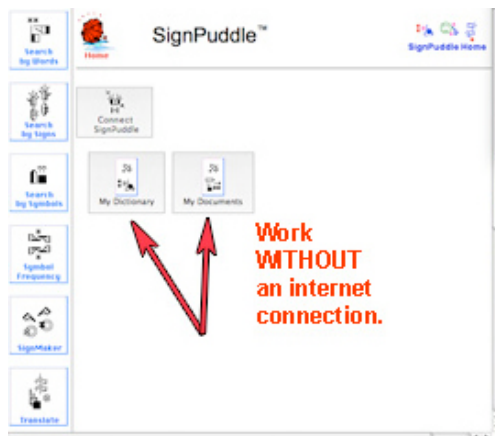 Search
by Words
Home
SignPuddle™
SignPuddle Home
Search
by Signs
Connect
SignPuddle
Search
by Symbols
My Dictionary
My Documents
Work
WITHOUT
an internet
connection.
Symbol
Frequency
SignMaker
Translate